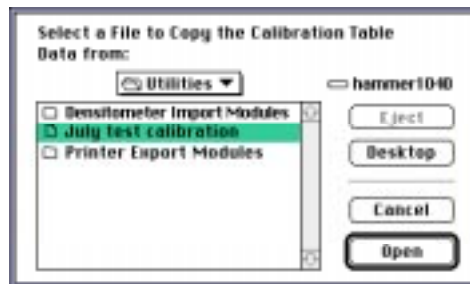 Select a File to Copy the Calibration Table
Data from:
Utilities
hammer1040
Densitometer Import Modules
July test calibration
Printer Export Modules
Eject
Desktop
Cancel
Open